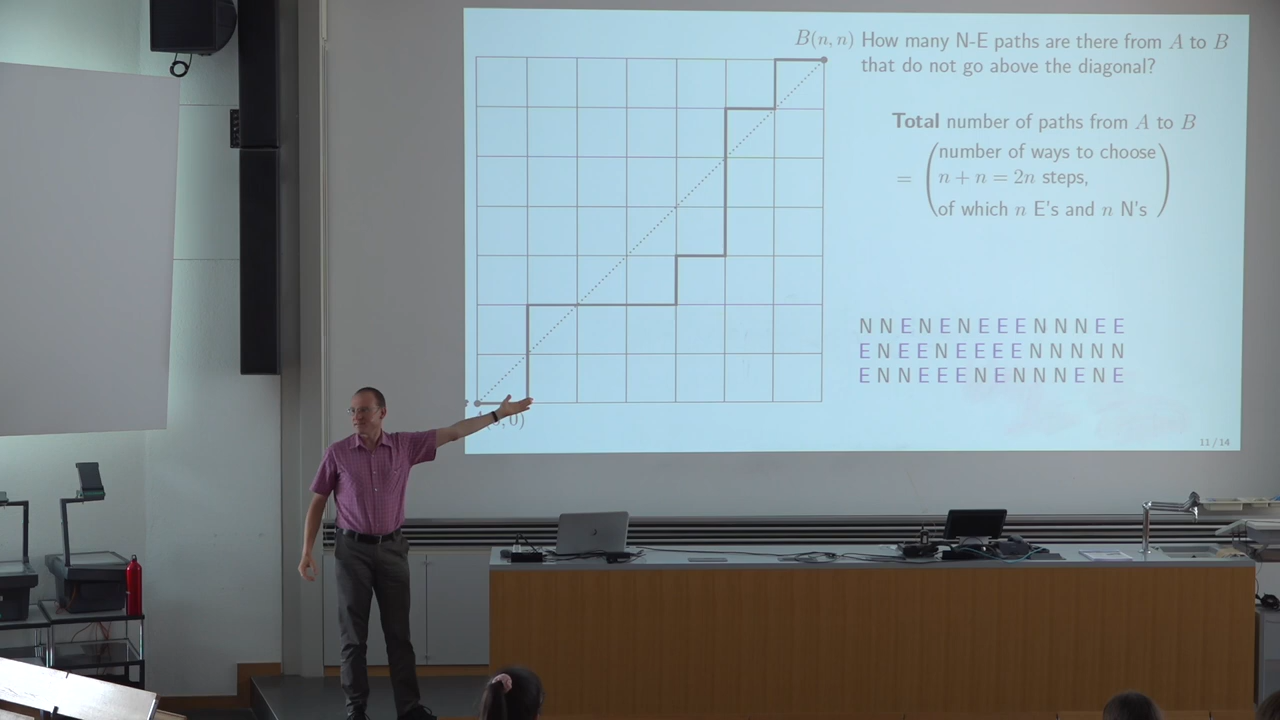 B(n, n) How many N-E paths are there from A to B
that do not go above the diagonal?
Total number of paths from A to B
= (number of ways to choose
n + n = 2n steps,
of which n E's and n N's)
N N E N E N E E E N N N E E
E N E E N E E E E N N N N N
E N N E E E N E N N N E N E
11 / 14